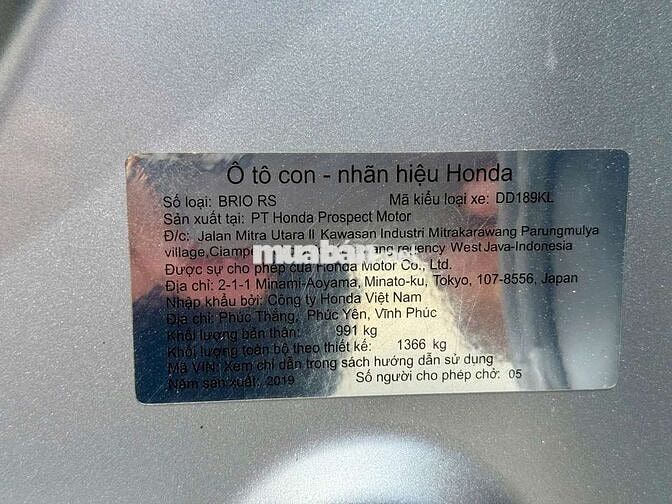 Ô tô con - nhãn hiệu Honda
Số loại: BRIO RS Mã kiểu loại xe: DD189KL
Sản xuất tại: PT Honda Prospect Motor
Đ/c: Jalan Mitra Utara II Kawasan Industri Mitrakarawang Parungmulya
village,Ciampe ang regency West Java-Indonesia
muabán
Được sự cho phép của Honda Motor Co., Ltd.
Địa chỉ: 2-1-1 Minami-Aoyama, Minato-ku, Tokyo, 107-8556, Japan
Nhập khẩu bởi: Công ty Honda Việt Nam
Địa chỉ: Phúc Thắng, Phúc Yên, Vĩnh Phúc
Khối lượng bản thân: 991 kg
Khối lượng toàn bộ theo thiết kế: 1366 kg
Mã VIN: Xem chỉ dẫn trong sách hướng dẫn sử dụng
Năm sản xuất: 2019 Số người cho phép chở: 05